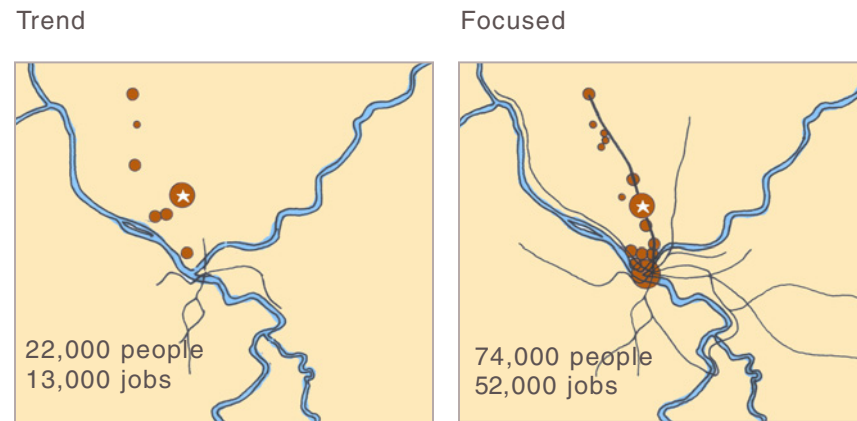 Trend
Focused
22,000 people
13,000 jobs
74,000 people
52,000 jobs